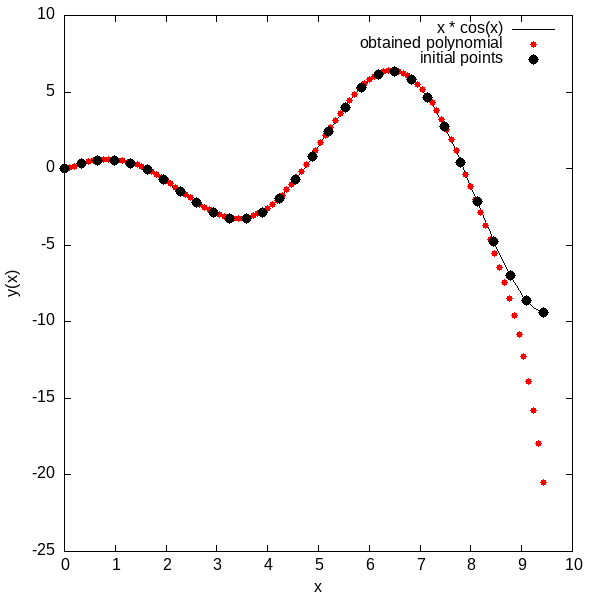 10
5
0
-5
-10
-15
-20
-25
y(x)
x * cos(x)
obtained polynomial
initial points
0 1 2 3 4 5 6 7 8 9 10
x